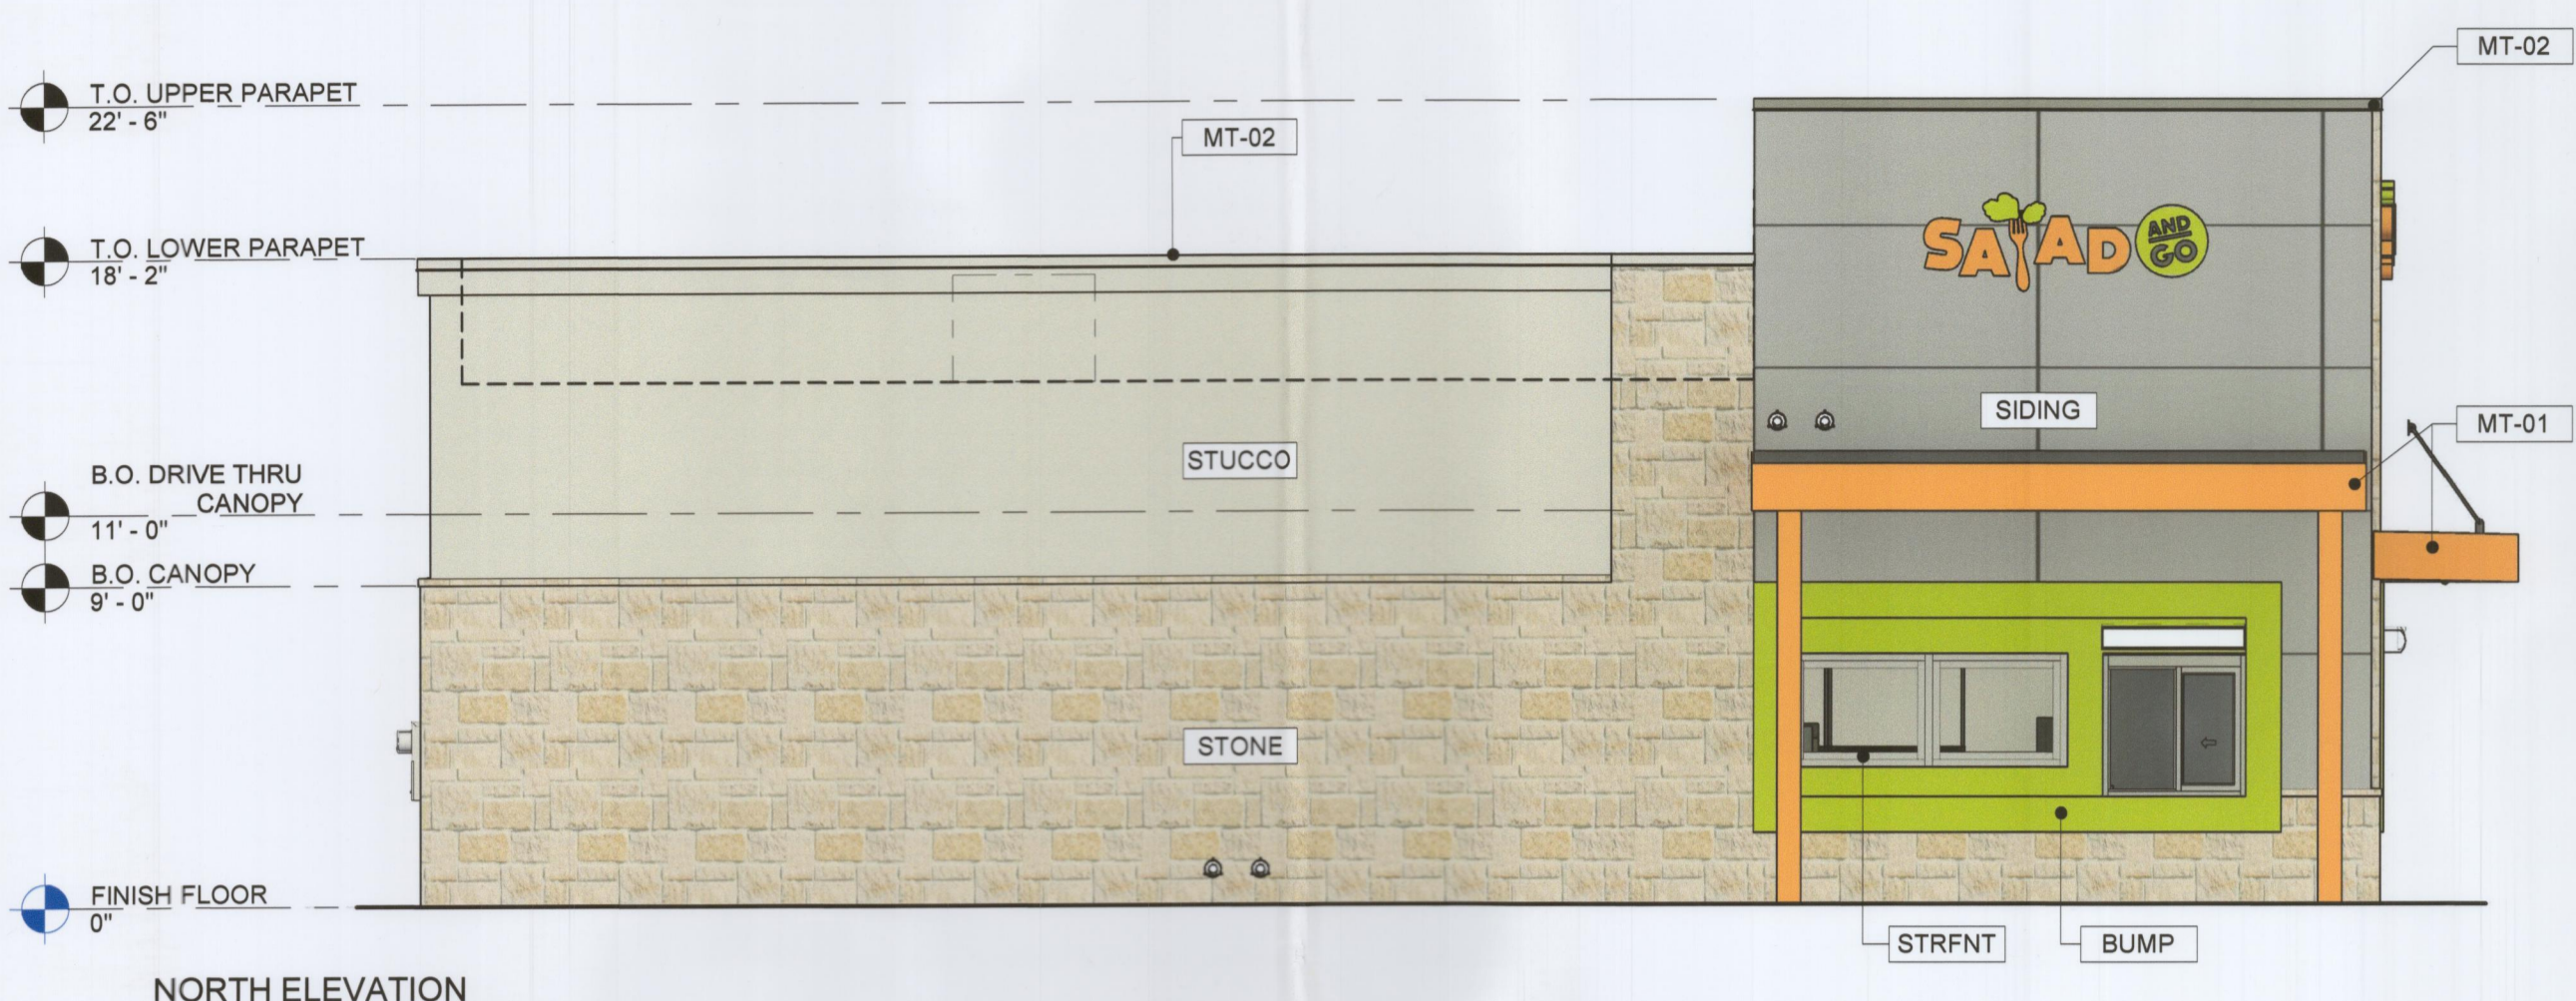 MT-02
T.O. UPPER PARAPET
22' - 6"
MT-02
SALAD AND GO
T.O. LOWER PARAPET
18' - 2"
SIDING
MT-01
STUCCO
B.O. DRIVE THRU
CANOPY
11' - 0"
B.O. CANOPY
9' - 0"
STONE
FINISH FLOOR
0"
STRFNT
BUMP
NORTH ELEVATION